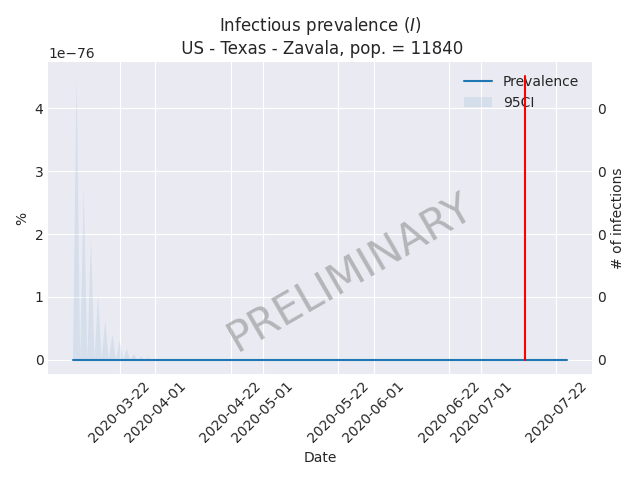 Infectious prevalence (I)
US - Texas - Zavala, pop. = 11840
1e−76
Prevalence
95CI
4
3
2
1
0
%
0
0
0
0
0
# of infections
PRELIMINARY
2020-03-22
2020-04-01
2020-04-22
2020-05-01
2020-05-22
2020-06-01
2020-06-22
2020-07-01
2020-07-22
Date